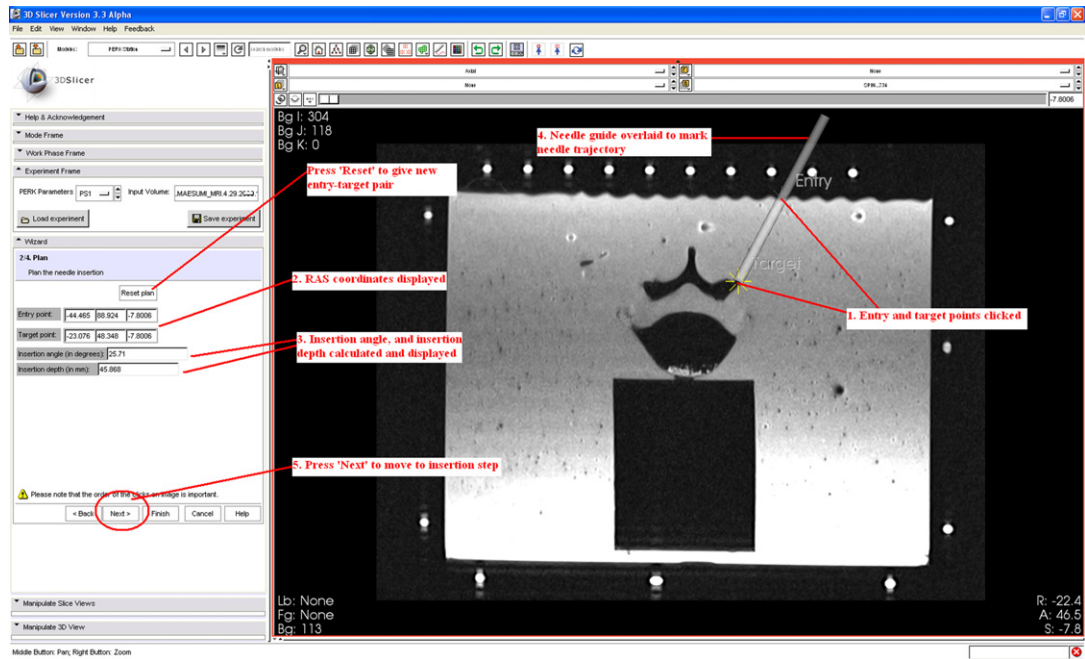 3D Slicer Version 3.3 Alpha
File Edit View Window Help Feedback
Modules:
3DSlicer
Help & Acknowledgement
Mode Frame
Work Phase Frame
Experiment Frame
PERK Parameters PS1 Input Volume:
Load experiment Save experiment
Wizard
2/4. Plan
Plan the needle insertion
Reset plan
Entry point: -44.465 88.924 -7.8006
Target point: -23.076 48.348 -7.8006
Insertion angle (in degrees): 25.71
Insertion depth (in mm): 45.868
Please note that the order of the clicks on image is important.
< Back Next > Finish Cancel Help
Manipulate Slice Views
Manipulate 3D View
Middle Button: Pan; Right Button: Zoom
Press 'Reset' to give new
entry-target pair
2. RAS coordinates displayed
3. Insertion angle, and insertion
depth calculated and displayed
5. Press 'Next' to move to insertion step
Axial None
None
-7.8006
Bg I: 304
Bg J: 118
Bg K: 0
4. Needle guide overlaid to mark
needle trajectory
Entry
Target
1. Entry and target points clicked
Lb: None
Fg: None
Bg: 113
R: -22.4
A: 46.5
S: -7.8